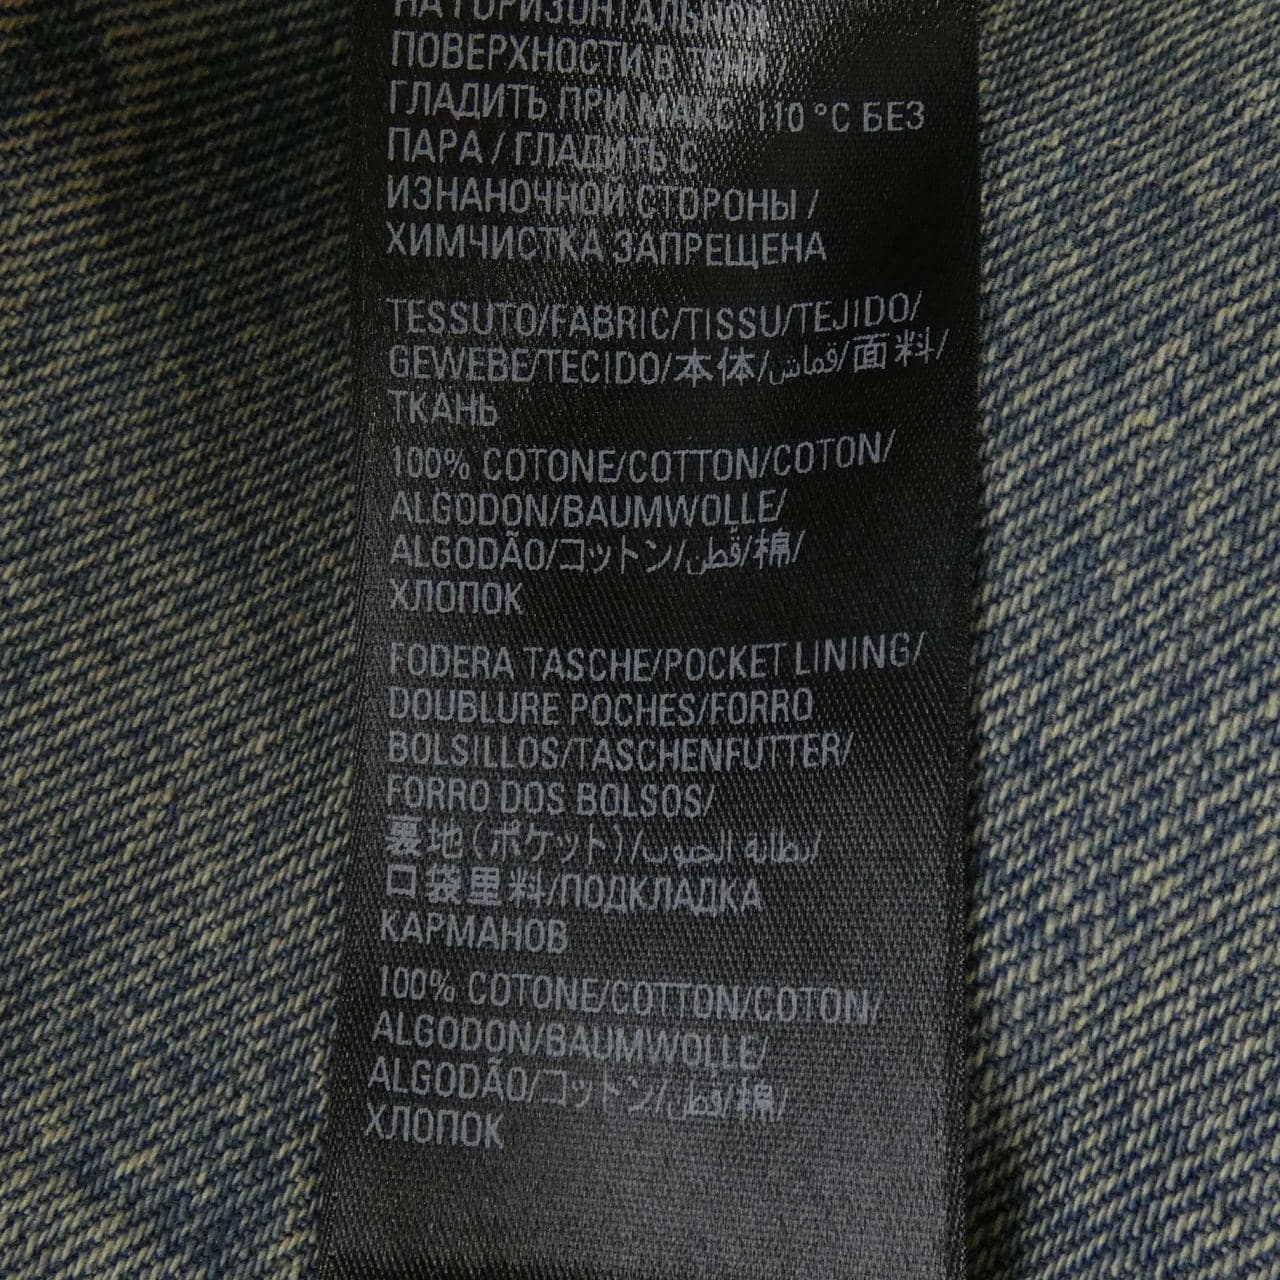 НА ГОРИЗОНТАЛЬНОЙ
ПОВЕРХНОСТИ В ТЕНИ /
ГЛАДИТЬ ПРИ МАКС 110 °C БЕЗ
ПАРА / ГЛАДИТЬ С
ИЗНАНОЧНОЙ СТОРОНЫ /
ХИМЧИСТКА ЗАПРЕЩЕНА
TESSUTO/FABRIC/TISSU/TEJIDO/
GEWEBE/TECIDO/本体/قماش/面料/
ТКАНЬ
100% COTONE/COTTON/COTON/
ALGODON/BAUMWOLLE/
ALGODÃO/コットン/قطن/棉/
ХЛОПОК
FODERA TASCHE/POCKET LINING/
DOUBLURE POCHES/FORRO
BOLSILLOS/TASCHENFUTTER/
FORRO DOS BOLSOS/
裏地(ポケット)/بطانة الجيوب/
口袋里料/ПОДКЛАДКА
КАРМАНОВ
100% COTONE/COTTON/COTON/
ALGODON/BAUMWOLLE/
ALGODÃO/コットン/قطن/棉/
ХЛОПОК